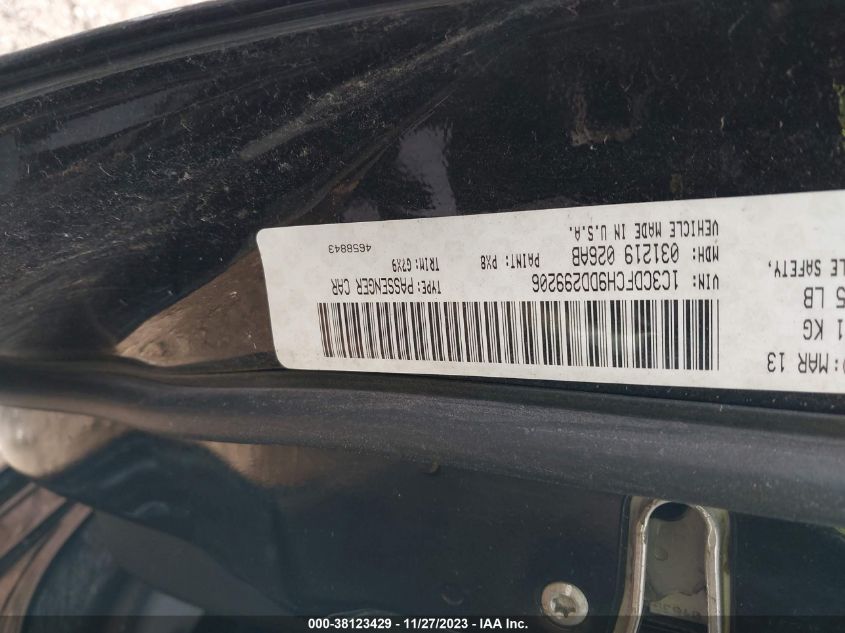 O: MAR 13
1 KG
5 LB
LE SAFETY,
VIN: 1C3CDFCH9DD299206
TYPE: PASSENGER CAR
MDH: 031219 026AB
PAINT: PX8
TRIM: G7X9
VEHICLE MADE IN U.S.A.
4658843
000-38123429 - 11/27/2023 - IAA Inc.